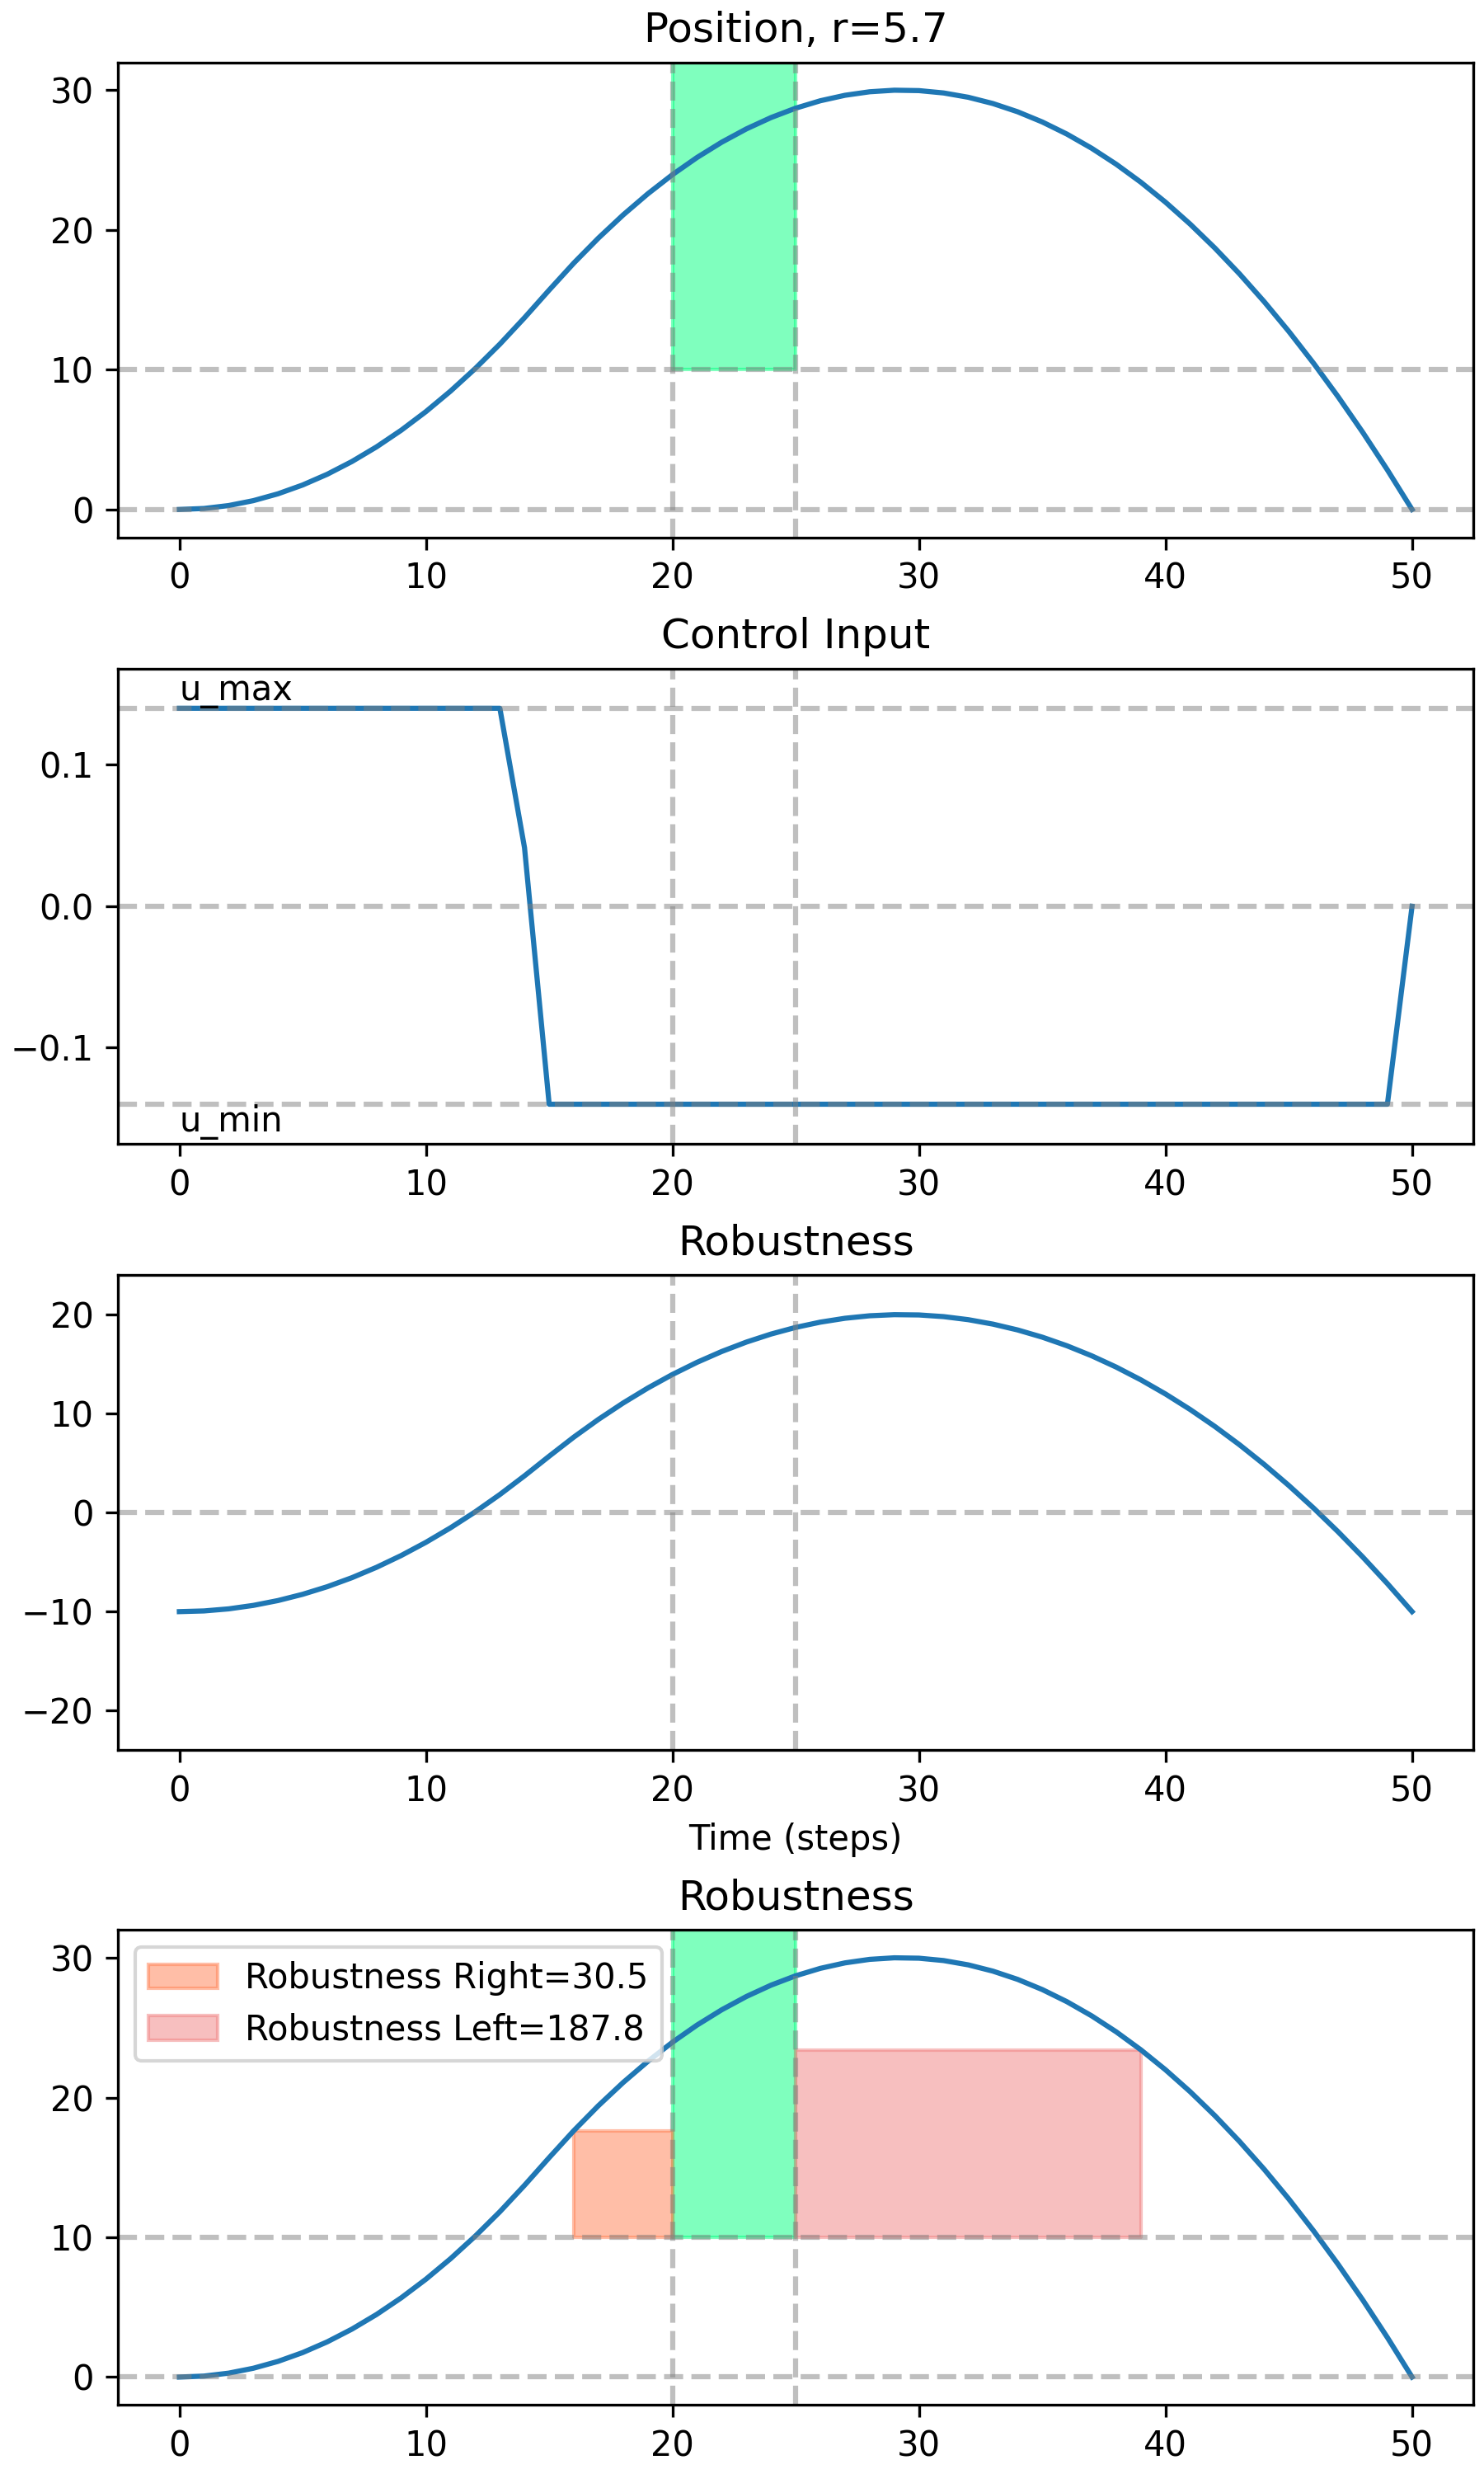 Position, r=5.7
30
20
10
0
0 10 20 30 40 50
Control Input
u_max
0.1
0.0
−0.1
u_min
0 10 20 30 40 50
Robustness
20
10
0
−10
−20
0 10 20 30 40 50
Time (steps)
Robustness
30
Robustness Right=30.5
Robustness Left=187.8
20
10
0
0 10 20 30 40 50